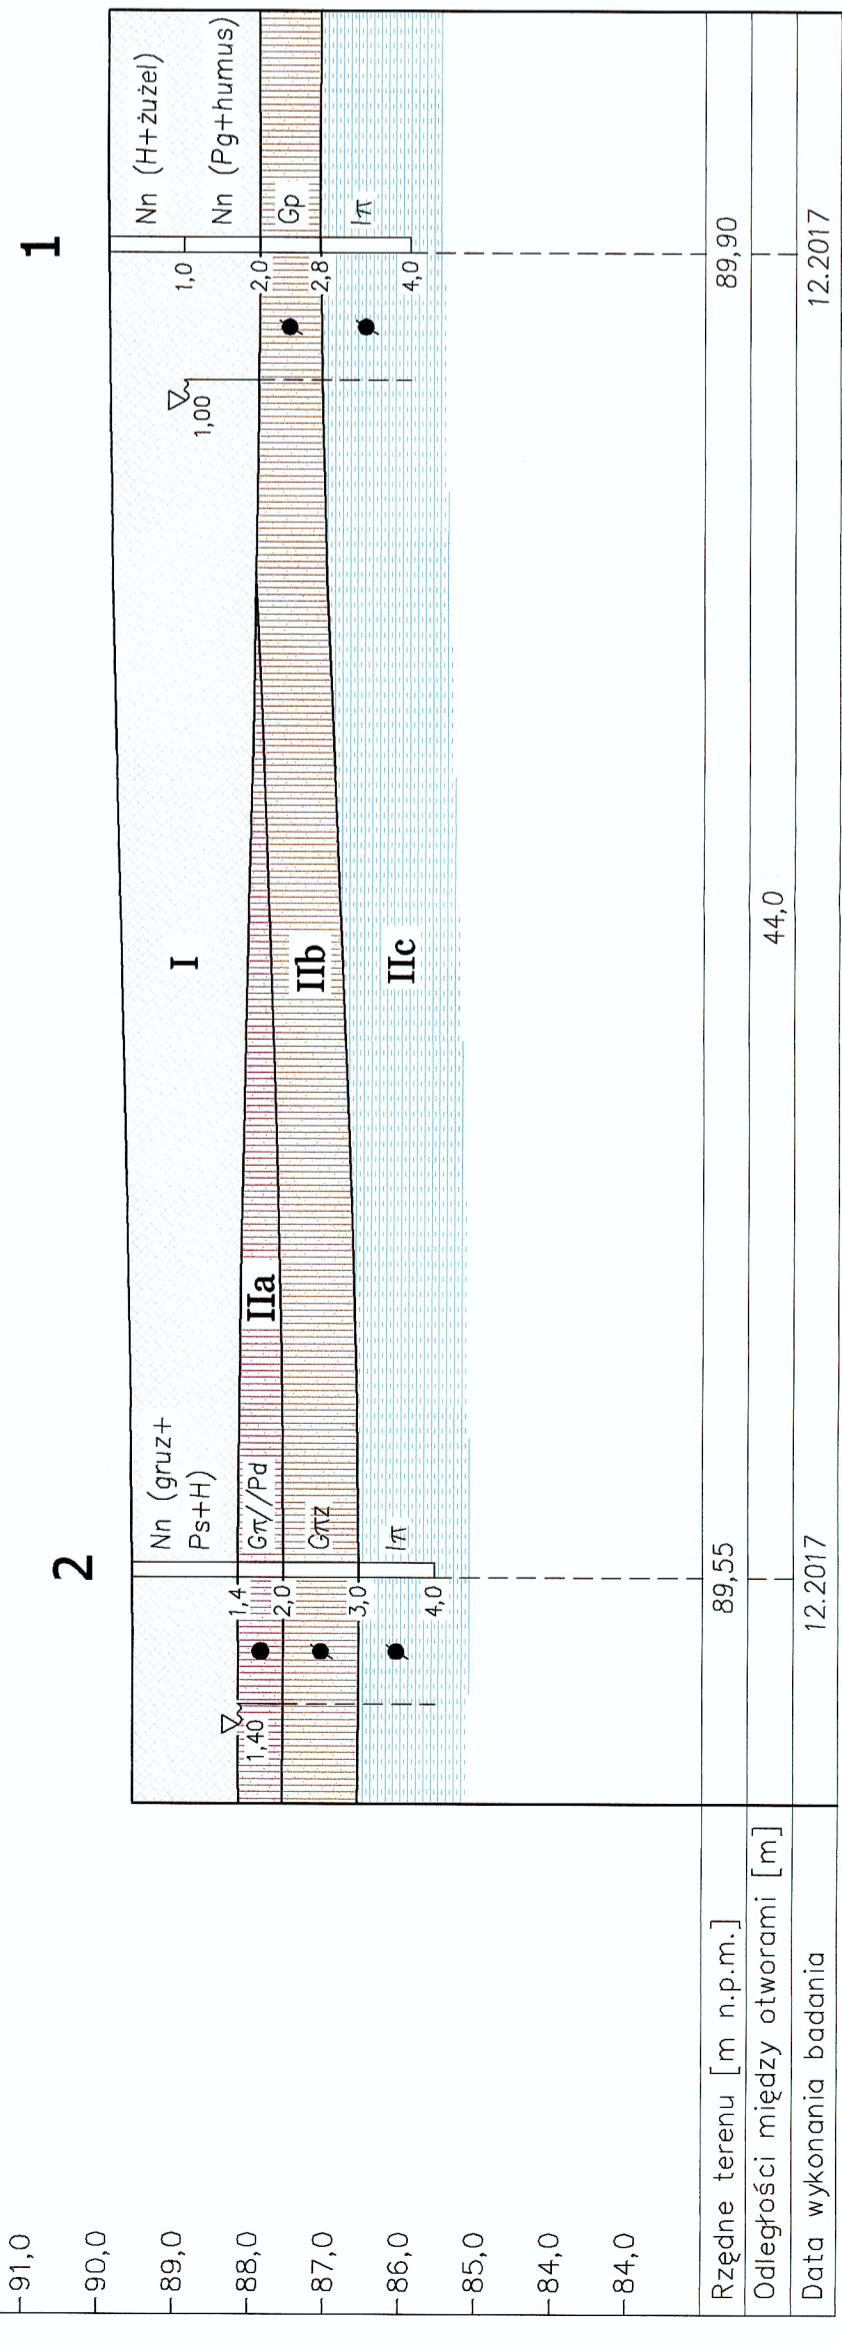 2
1
91,0
90,0
89,0
88,0
87,0
86,0
85,0
84,0
84,0
Nn (gruz+
Ps+H)
Gπ//Pd
Gπz
Iπ
1,4
2,0
3,0
4,0
1,40
I
IIa
IIb
IIc
Nn (H+żużel)
Nn (Pg+humus)
Gp
Iπ
1,0
2,0
2,8
4,0
1,00
Rzędne terenu [m n.p.m.] 89,55 89,90
Odległości między otworami [m] 44,0
Data wykonania badania 12.2017 12.2017